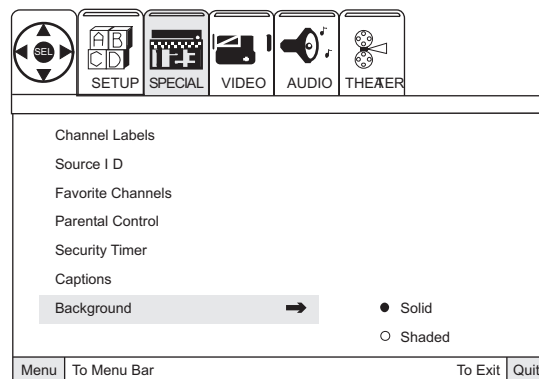 SEL
A B
C D
SETUP SPECIAL VIDEO AUDIO THEATER
Channel Labels
Source I D
Favorite Channels
Parental Control
Security Timer
Captions
Background Solid
Shaded
Menu To Menu Bar To Exit Quit